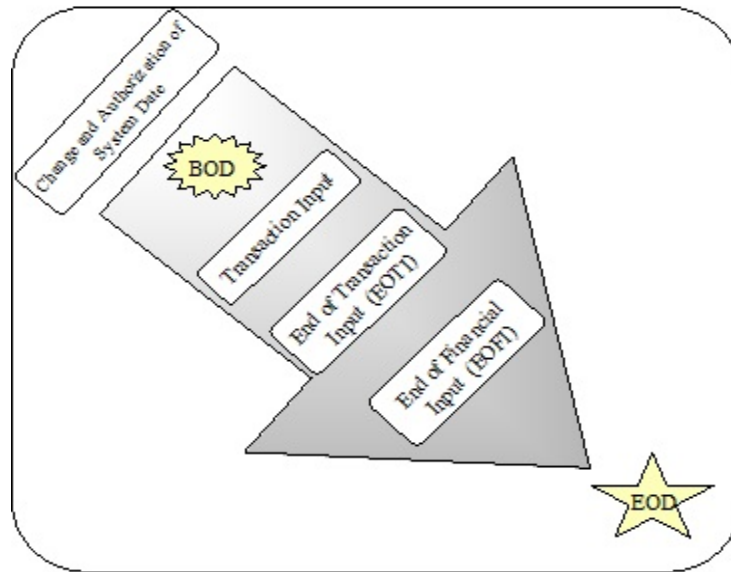 Change and Authorization of
System Date
BOD
Transaction Input
End of Transaction
Input (EOTI)
End of Financial
Input (EOFI)
EOD